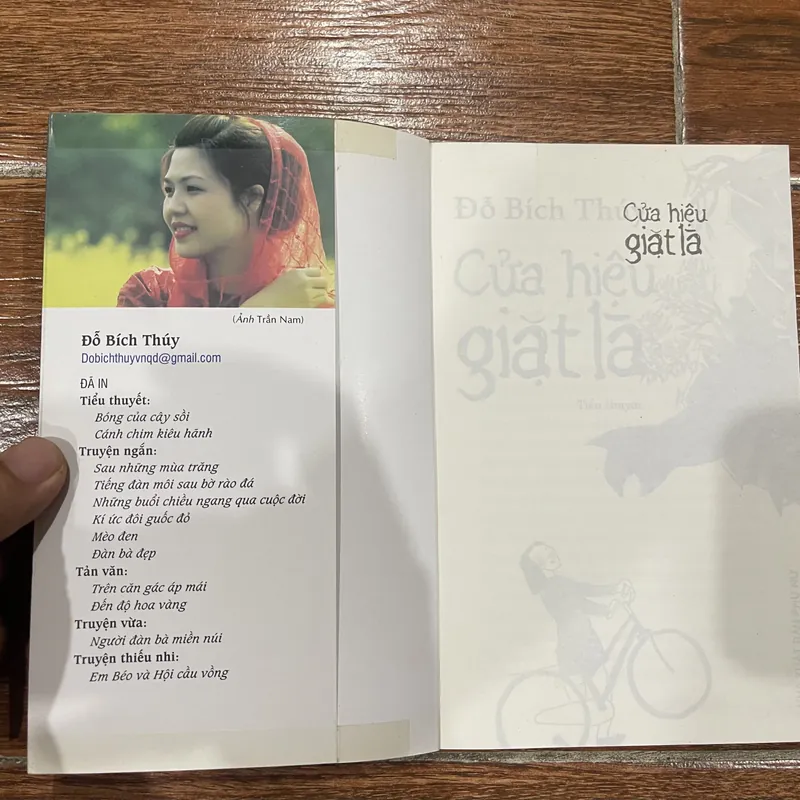 (Ảnh Trần Nam)
Đỗ Bích Thúy
Dobichthuyvnqd@gmail.com
ĐÃ IN
Tiểu thuyết:
Bóng của cây sồi
Cánh chim kiêu hãnh
Truyện ngắn:
Sau những mùa trăng
Tiếng đàn môi sau bờ rào đá
Những buổi chiều ngang qua cuộc đời
Kí ức đôi guốc đỏ
Mèo đen
Đàn bà đẹp
Tản văn:
Trên căn gác áp mái
Đến độ hoa vàng
Truyện vừa:
Người đàn bà miền núi
Truyện thiếu nhi:
Em Béo và Hội cầu vồng
Cửa hiệu
giặt là
Đỗ Bích Thúy
Cửa hiệu
giặt là
Tiểu thuyết